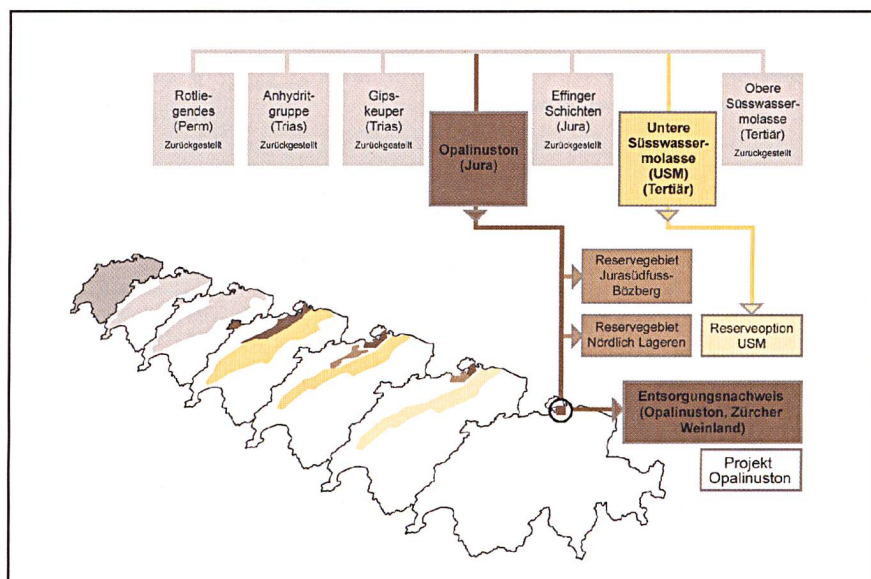 Rotlie-
gendes
(Perm)
Zurückgestellt
Anhydrit-
gruppe
(Trias)
Zurückgestellt
Gips-
keuper
(Trias)
Zurückgestellt
Opalinuston
(Jura)
Effinger
Schichten
(Jura)
Zurückgestellt
Untere
Süsswasser-
molasse
(USM)
(Tertiär)
Obere
Süsswasser-
molasse
(Tertiär)
Zurückgestellt
Reservegebiet
Jurasüdfuss-
Bözberg
Reservegebiet
Nördlich Lägeren
Reserveoption
USM
Entsorgungsnachweis
(Opalinuston, Zürcher
Weinland)
Projekt
Opalinuston